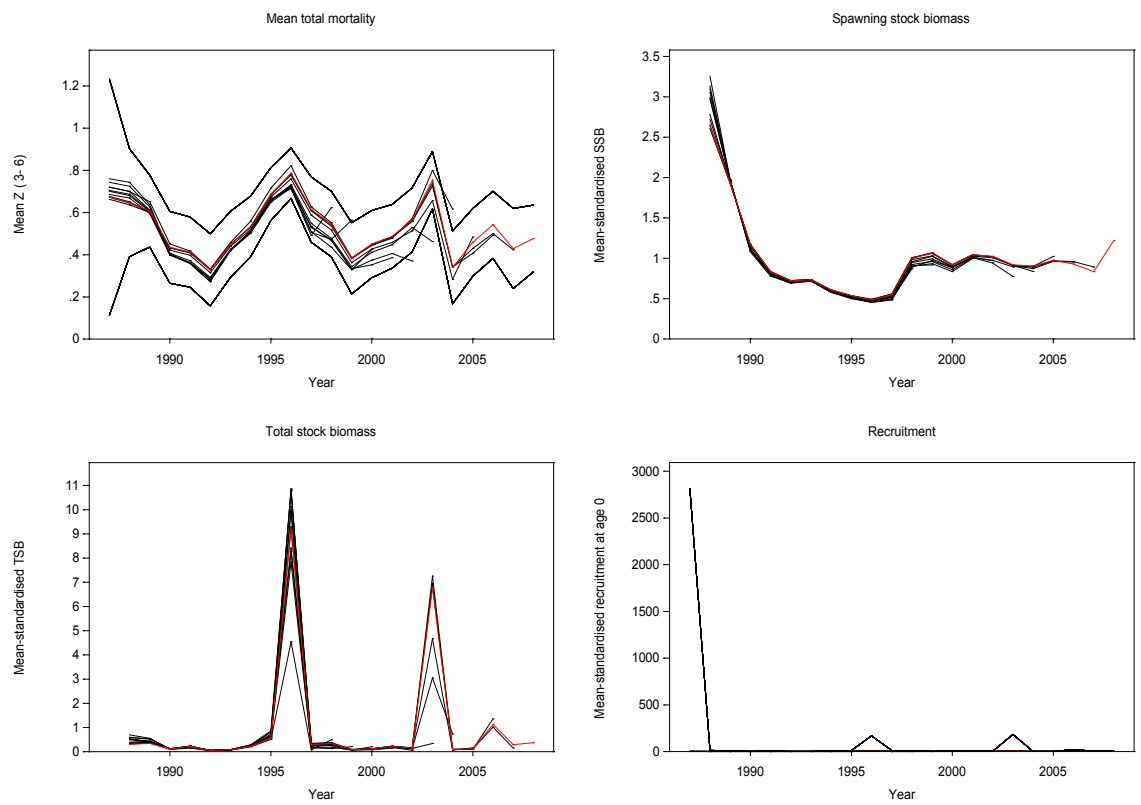 Mean total mortality
Mean Z ( 3- 6)
1.2
1
.8
.6
.4
.2
0
1990 1995 2000 2005
Year
Spawning stock biomass
Mean-standardised SSB
3.5
3
2.5
2
1.5
1
.5
0
1990 1995 2000 2005
Year
Total stock biomass
Mean-standardised TSB
11
10
9
8
7
6
5
4
3
2
1
0
1990 1995 2000 2005
Year
Recruitment
Mean-standardised recruitment at age 0
3000
2500
2000
1500
1000
500
0
1990 1995 2000 2005
Year